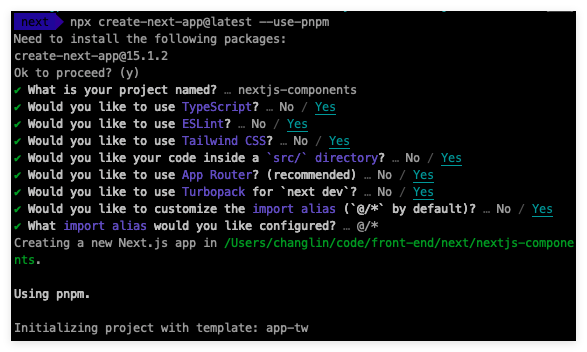 next npx create-next-app@latest --use-pnpm
Need to install the following packages:
create-next-app@15.1.2
Ok to proceed? (y)
✔ What is your project named? … nextjs-components
✔ Would you like to use TypeScript? … No / Yes
✔ Would you like to use ESLint? … No / Yes
✔ Would you like to use Tailwind CSS? … No / Yes
✔ Would you like your code inside a `src/` directory? … No / Yes
✔ Would you like to use App Router? (recommended) … No / Yes
✔ Would you like to use Turbopack for `next dev`? … No / Yes
✔ Would you like to customize the import alias (`@/*` by default)? … No / Yes
✔ What import alias would you like configured? … @/*
Creating a new Next.js app in /Users/changlin/code/front-end/next/nextjs-compone
nts.
Using pnpm.
Initializing project with template: app-tw